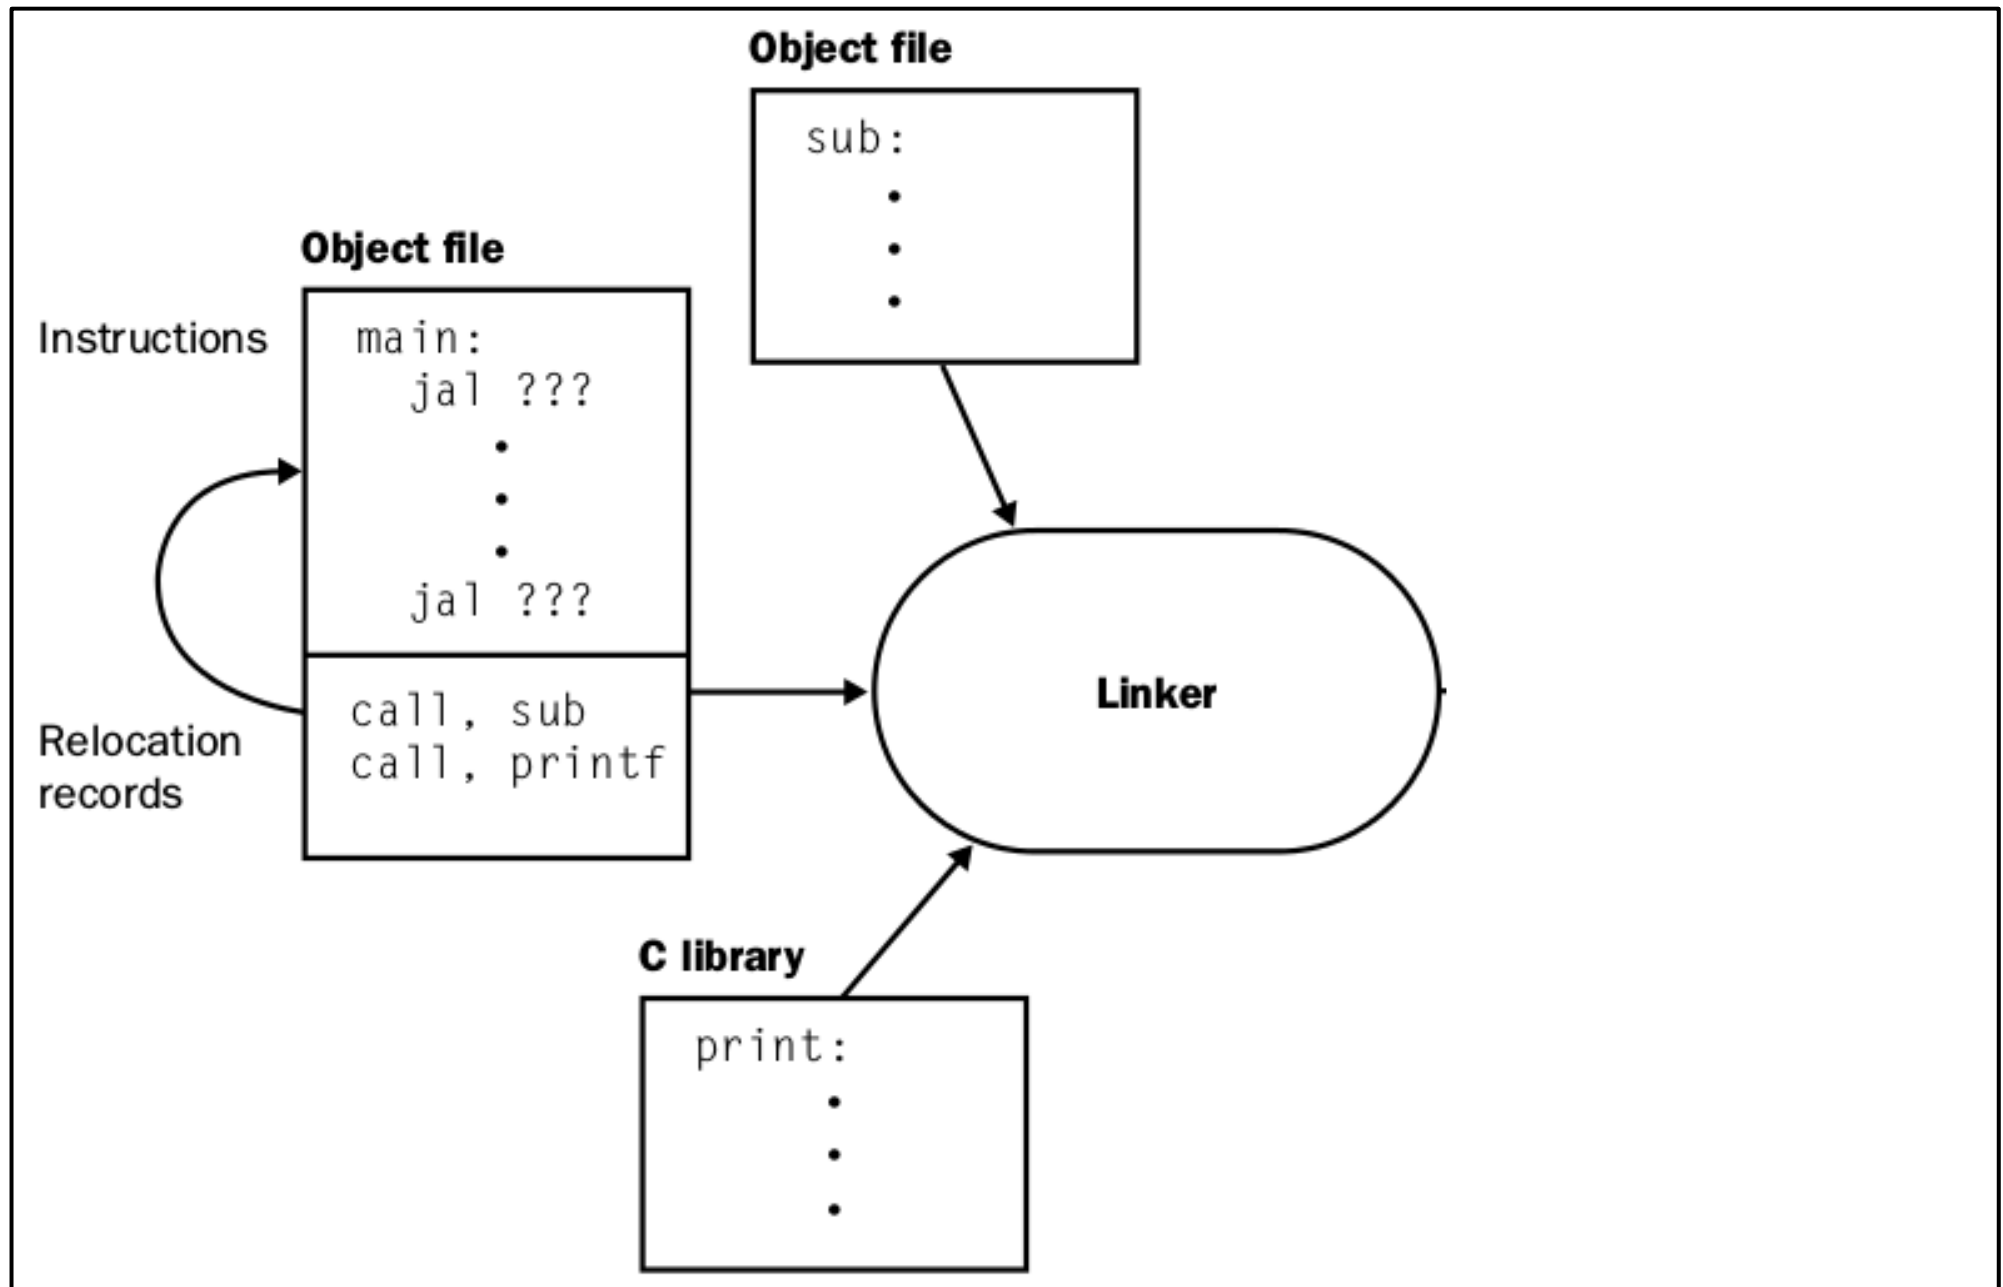 Object file
sub:
Object file
Instructions
main:
jal ???
jal ???
Relocation
records
call, sub
call, printf
Linker
C library
print: